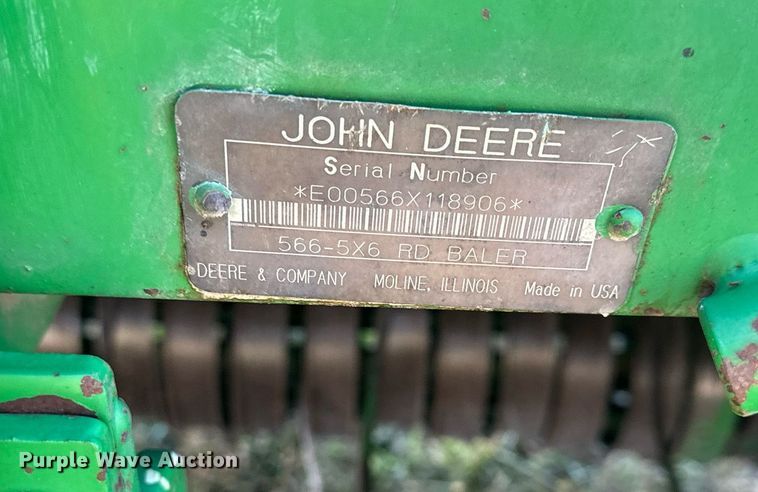 JOHN DEERE
Serial Number
*E00566X118906*
566-5X6 RD BALER
DEERE & COMPANY MOLINE, ILLINOIS Made in USA
Purple Wave Auction